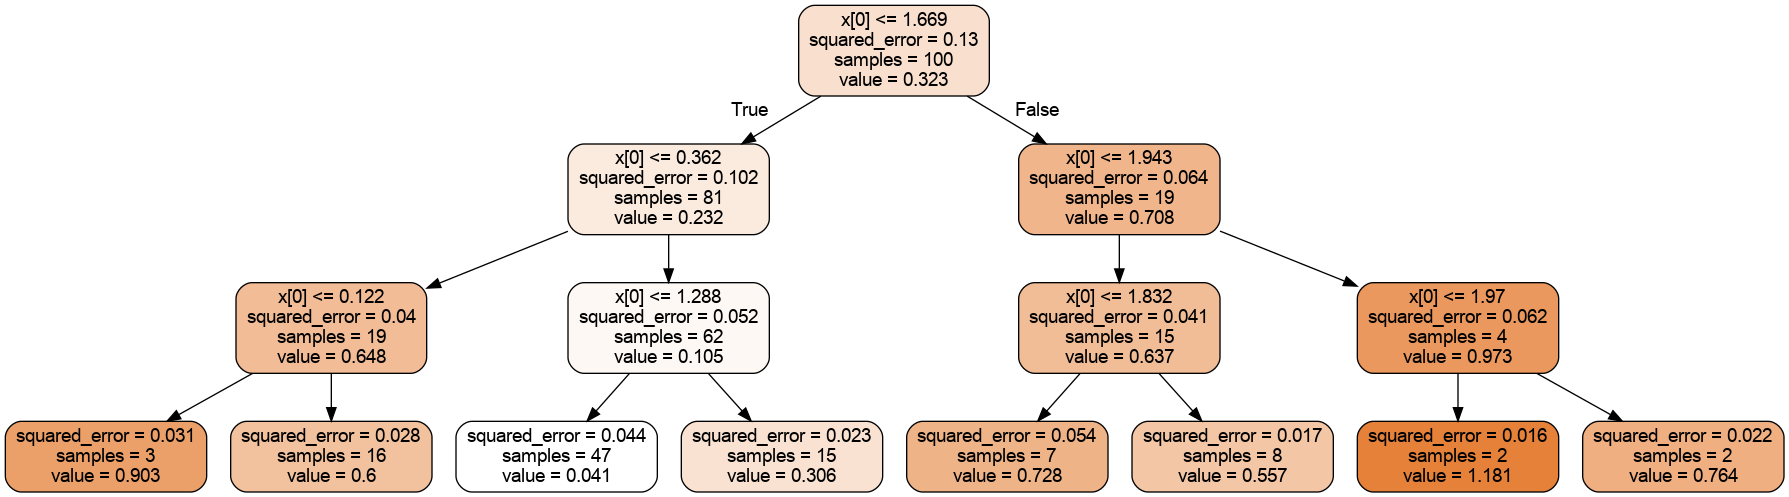 x[0] <= 1.669
squared_error = 0.13
samples = 100
value = 0.323
True
False
x[0] <= 0.362
squared_error = 0.102
samples = 81
value = 0.232
x[0] <= 1.943
squared_error = 0.064
samples = 19
value = 0.708
x[0] <= 0.122
squared_error = 0.04
samples = 19
value = 0.648
x[0] <= 1.288
squared_error = 0.052
samples = 62
value = 0.105
x[0] <= 1.832
squared_error = 0.041
samples = 15
value = 0.637
x[0] <= 1.97
squared_error = 0.062
samples = 4
value = 0.973
squared_error = 0.031
samples = 3
value = 0.903
squared_error = 0.028
samples = 16
value = 0.6
squared_error = 0.044
samples = 47
value = 0.041
squared_error = 0.023
samples = 15
value = 0.306
squared_error = 0.054
samples = 7
value = 0.728
squared_error = 0.017
samples = 8
value = 0.557
squared_error = 0.016
samples = 2
value = 1.181
squared_error = 0.022
samples = 2
value = 0.764